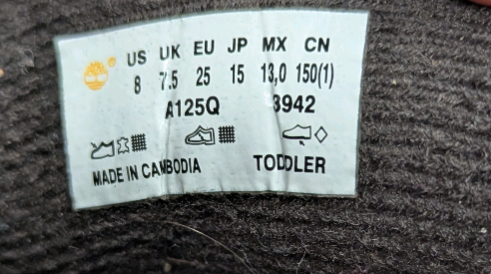 US UK EU JP MX CN
8 7.5 25 15 13,0 150(1)
A125Q 3942
MADE IN CAMBODIA TODDLER